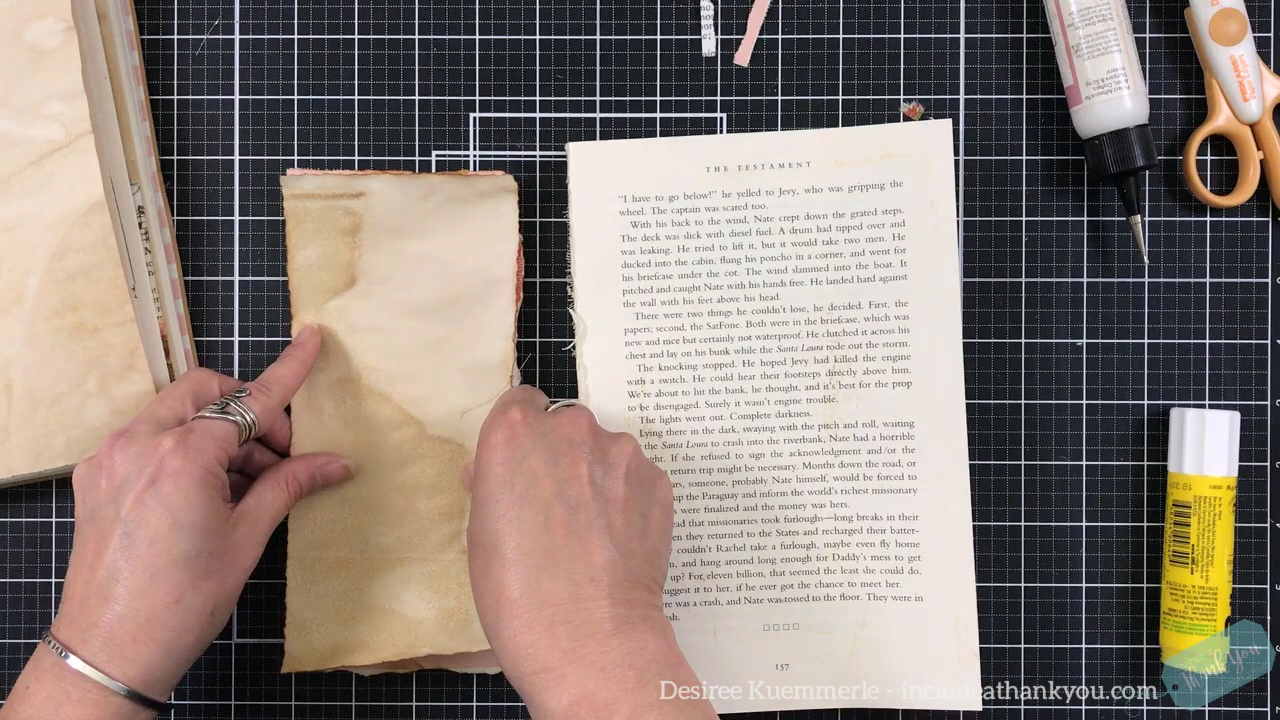 THE TESTAMENT
"I have to go below!" he yelled to Jevy, who was gripping the
wheel. The captain was scared too.
With his back to the wind, Nate crept down the grated steps.
The deck was slick with diesel fuel. A drum had tipped over and
was leaking. He tried to lift it, but it would take two men. He
ducked into the cabin, flung his poncho in a corner, and went for
his briefcase under the cot. The wind slammed into the boat. It
pitched and caught Nate with his hands free. He landed hard against
the wall with his feet above his head.
There were two things he couldn't lose, he decided. First, the
papers; second, the SatFone. Both were in the briefcase, which was
new and nice but certainly not waterproof. He clutched it across his
chest and lay on his bunk while the Santa Loura rode out the storm.
The knocking stopped. He hoped Jevy had killed the engine
with a switch. He could hear their footsteps directly above him.
We're about to hit the bank, he thought, and it's best for the prop
to be disengaged. Surely it wasn't engine trouble.
The lights went out. Complete darkness.
Lying there in the dark, swaying with the pitch and roll, waiting
the Santa Loura to crash into the riverbank, Nate had a horrible
ght. If she refused to sign the acknowledgment and/or the
return trip might be necessary. Months down the road, or
ars, someone, probably Nate himself, would be forced to
up the Paraguay and inform the world's richest missionary
s were finalized and the money was hers.
ead that missionaries took furloughs—long breaks in their
en they returned to the States and recharged their batter-
couldn't Rachel take a furlough, maybe even fly home
m, and hang around long enough for Daddy's mess to get
up? For eleven billion, that seemed the least she could do.
uggest it to her, if he ever got the chance to meet her.
re was a crash, and Nate was tossed to the floor. They were in
sh.
157
Desiree Kuemmerle - includeathankyou.com
thank you